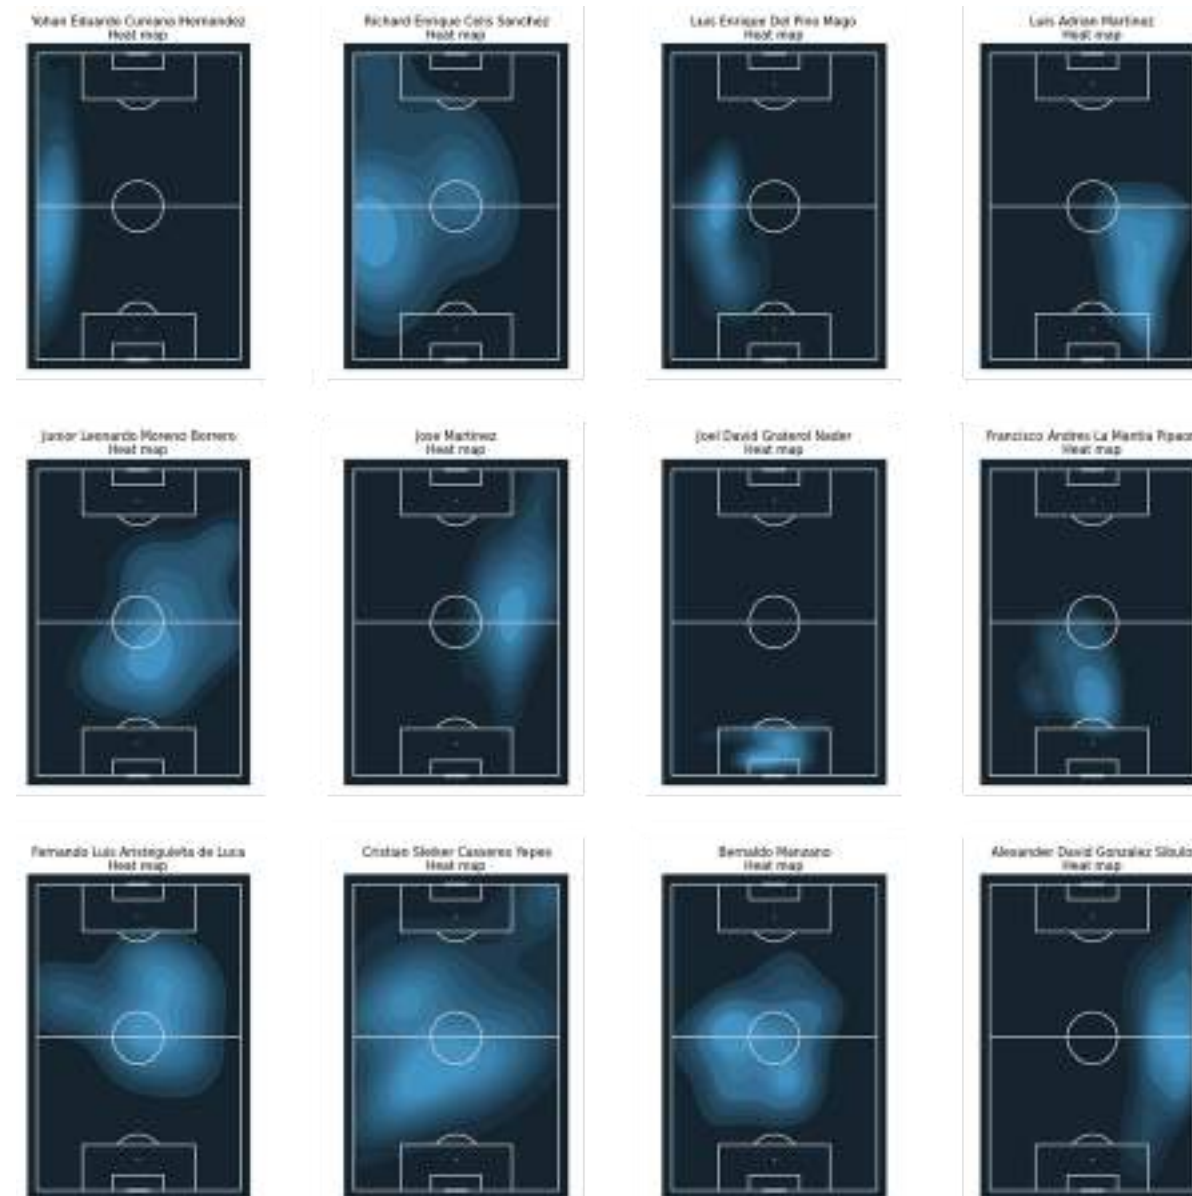 Yohan Eduardo Cumana Hernandez
Heat map
Richard Enrique Celis Sanchez
Heat map
Luis Enrique Del Pino Mago
Heat map
Luis Adrian Martinez
Heat map
Junior Leonardo Moreno Borrero
Heat map
Jose Martinez
Heat map
Joel David Graterol Nader
Heat map
Francisco Andres La Mantia
Heat map
Fernando Luis Aristeguieta de Luca
Heat map
Cristian Casseres Yepes
Heat map
Bernaldo Manzano
Heat map
Alexander David Gonzalez
Heat map